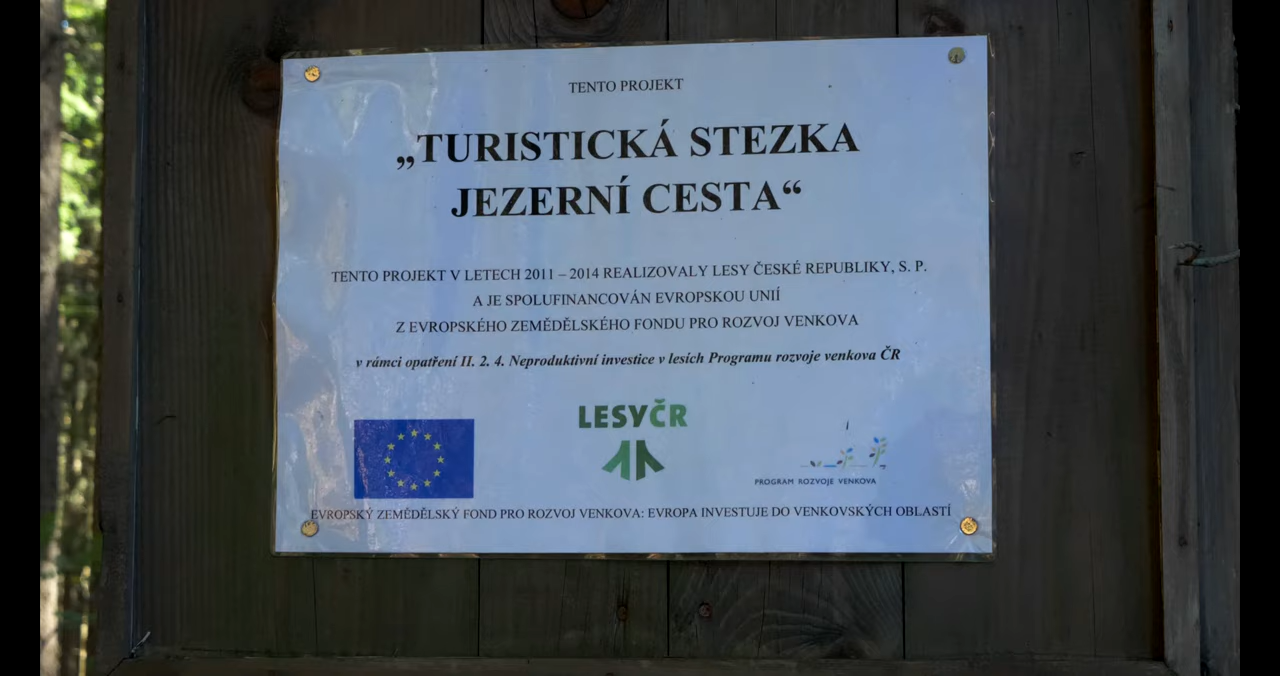 TENTO PROJEKT
„TURISTICKÁ STEZKA
JEZERNÍ CESTA“
TENTO PROJEKT V LETECH 2011 – 2014 REALIZOVALY LESY ČESKÉ REPUBLIKY, S. P.
A JE SPOLUFINANCOVÁN EVROPSKOU UNIÍ
Z EVROPSKÉHO ZEMĚDĚLSKÉHO FONDU PRO ROZVOJ VENKOVA
v rámci opatření II. 2. 4. Neproduktivní investice v lesích Programu rozvoje venkova ČR
LESYČR
PROGRAM ROZVOJE VENKOVA
EVROPSKÝ ZEMĚDĚLSKÝ FOND PRO ROZVOJ VENKOVA: EVROPA INVESTUJE DO VENKOVSKÝCH OBLASTÍ